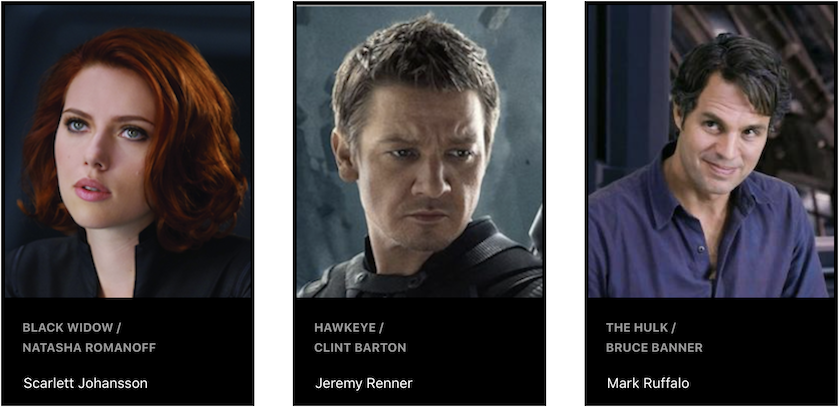 BLACK WIDOW /
NATASHA ROMANOFF
Scarlett Johansson
HAWKEYE /
CLINT BARTON
Jeremy Renner
THE HULK /
BRUCE BANNER
Mark Ruffalo